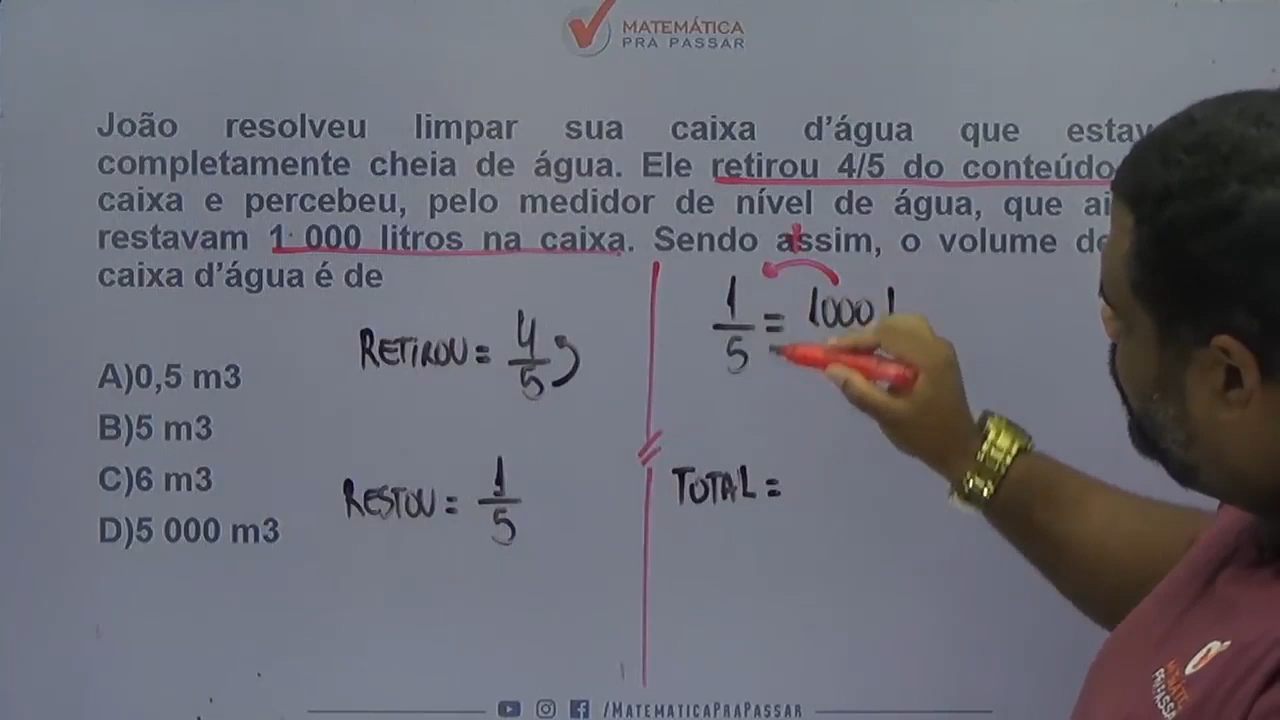 MATEMÁTICA
PRA PASSAR
João resolveu limpar sua caixa d'água que estav
completamente cheia de água. Ele retirou 4/5 do conteúdo
caixa e percebeu, pelo medidor de nível de água, que ai
restavam 1 000 litros na caixa. Sendo assim, o volume de
caixa d'água é de
A)0,5 m3
B)5 m3
C)6 m3
D)5 000 m3
RETIROU = 4/5
RESTOU = 1/5
1/5 = 1000 l
TOTAL =
/MATEMATICAPRAPASSAR